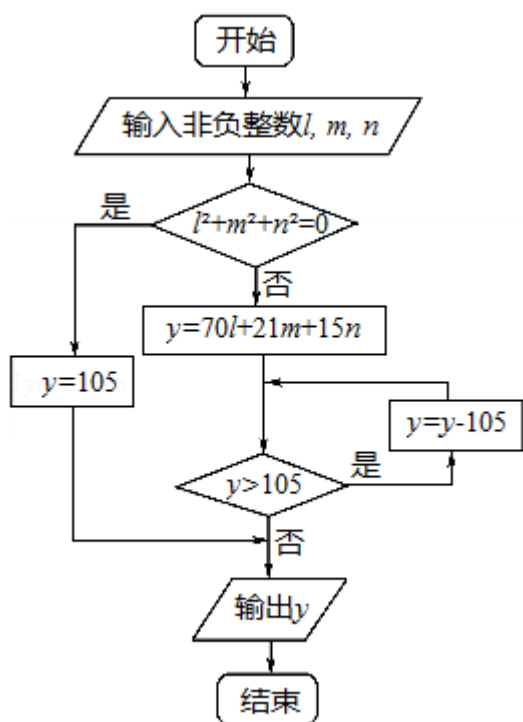 开始
输入非负整数l, m, n
是
l²+m²+n²=0
否
y=70l+21m+15n
y=105
y=y-105
y>105
是
否
输出y
结束